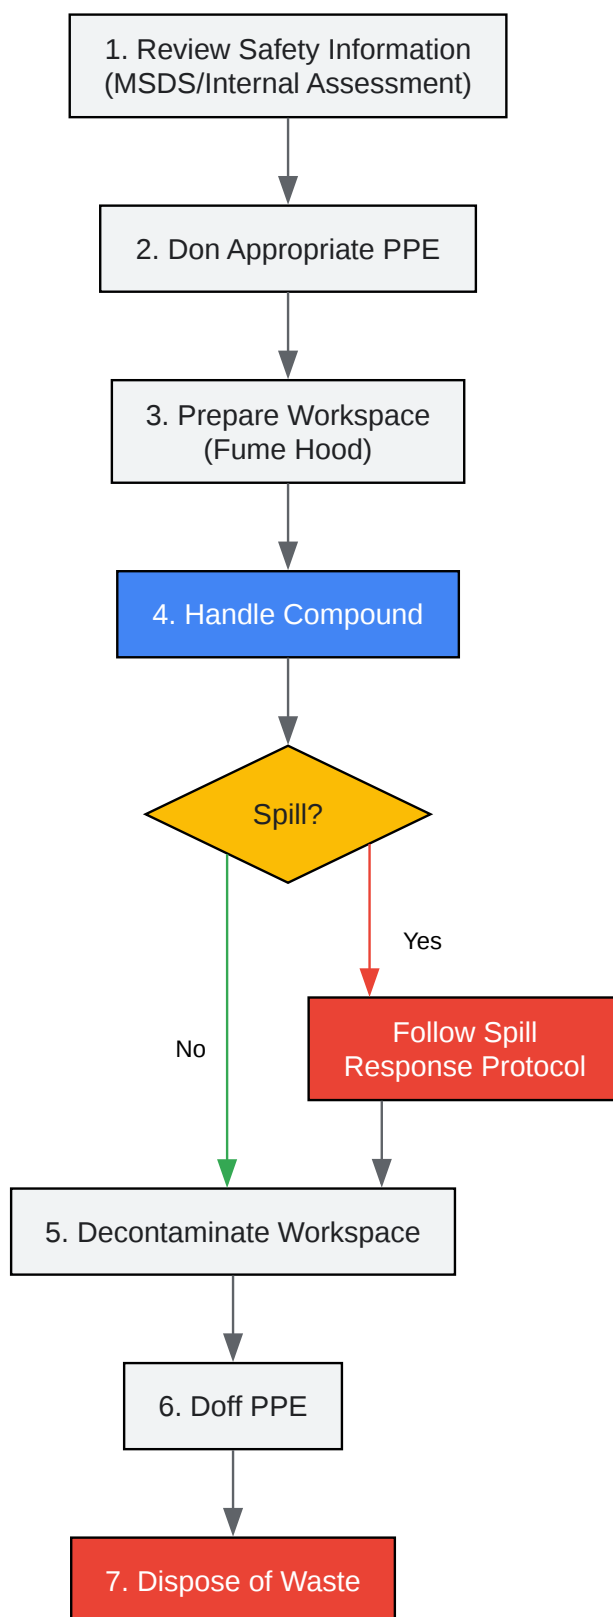 1. Review Safety Information
(MSDS/Internal Assessment)
2. Don Appropriate PPE
3. Prepare Workspace
(Fume Hood)
4. Handle Compound
Spill?
Yes
Follow Spill
Response Protocol
No
5. Decontaminate Workspace
6. Doff PPE
7. Dispose of Waste